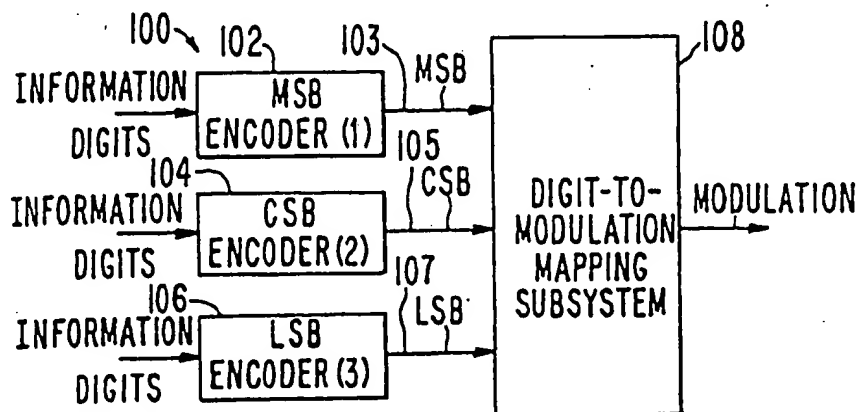 100
102
103
MSB
108
INFORMATION
DIGITS
MSB
ENCODER (1)
104
105
CSB
INFORMATION
DIGITS
CSB
ENCODER (2)
DIGIT-TO-
MODULATION
MAPPING
SUBSYSTEM
MODULATION
106
107
LSB
INFORMATION
DIGITS
LSB
ENCODER (3)